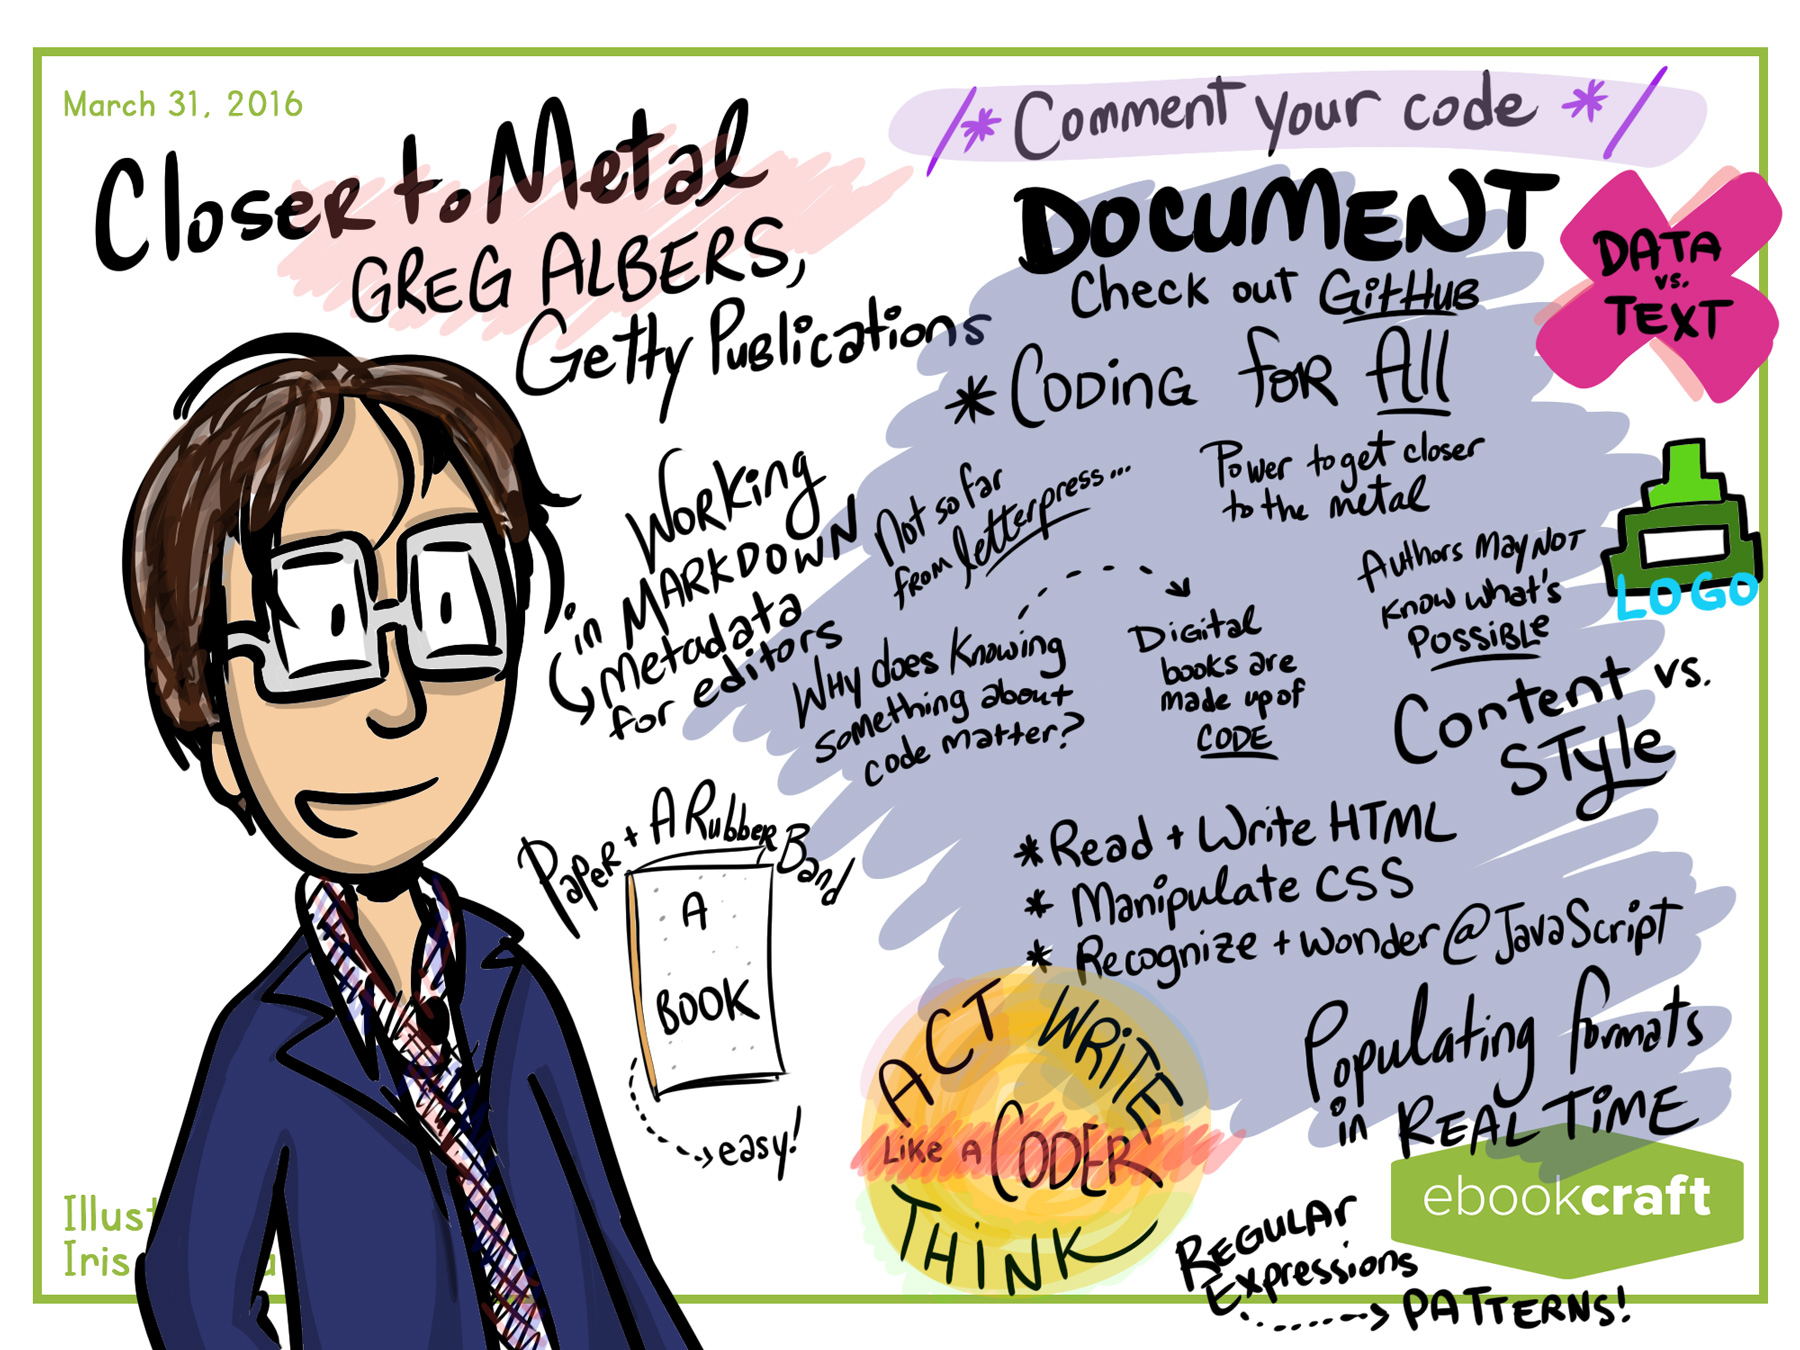 March 31, 2016
Closer to Metal
GREG ALBERS,
Getty Publications
/* Comment your code */
DOCUMENT
Check out GitHub
* CODING FOR All
DATA
vs.
TEXT
Working
in MARKDOWN
metadata
for editors
Not so far
from letterpress...
Power to get closer
to the metal
Authors May NOT
know what's
POSSIBLE
LOGO
Why does knowing
something about
code matter?
Digital
books are
made up of
CODE
Content vs.
STyle
Paper + A Rubber Band
A
BOOK
easy!
* Read + Write HTML
* Manipulate CSS
* Recognize + wonder @ JavaScript
Populating formats
in REAL TIME
ACT WRITE
Like A CODER
THINK
ebookcraft
REGULAR
Expressions
PATTERNS!
Illust
Iris